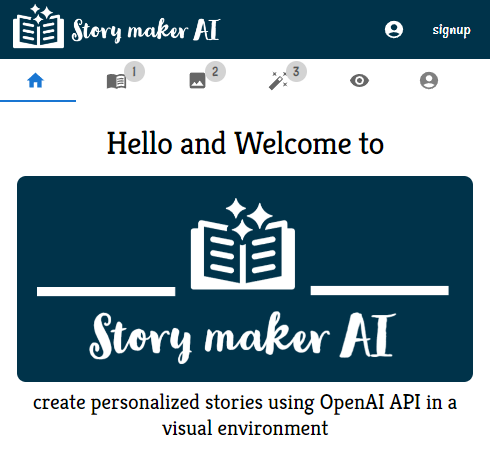 Story maker AI
signup
1
2
3
Hello and Welcome to
Story maker AI
create personalized stories using OpenAI API in a
visual environment